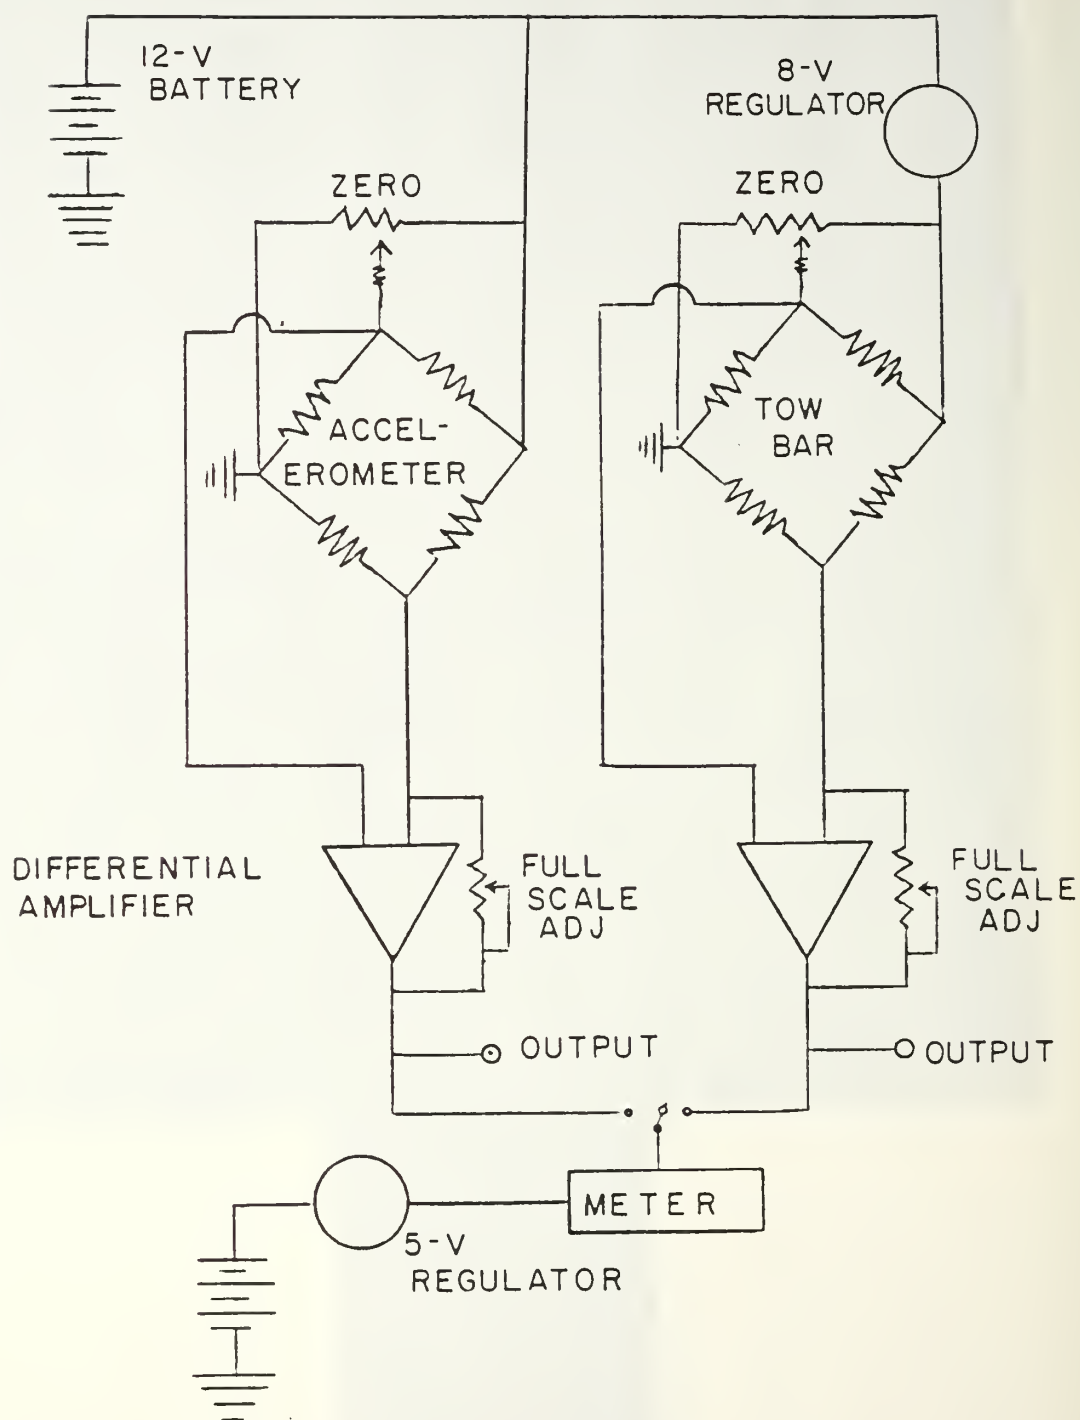 12-V
BATTERY
8-V
REGULATOR
ZERO
ZERO
ACCEL-
EROMETER
TOW
BAR
DIFFERENTIAL
AMPLIFIER
FULL
SCALE
ADJ
FULL
SCALE
ADJ
OUTPUT
OUTPUT
METER
5-V
REGULATOR